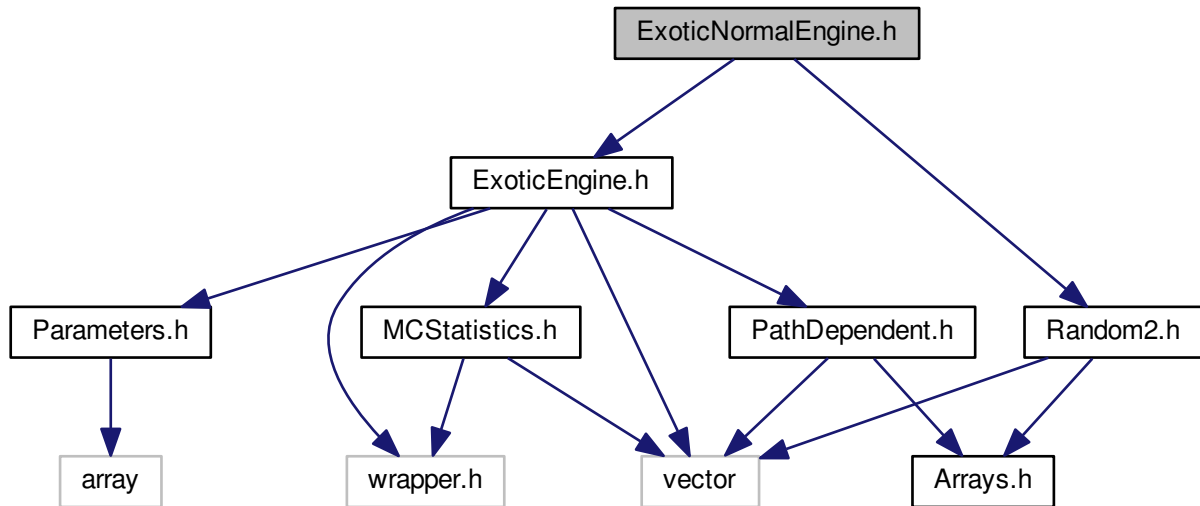 ExoticNormalEngine.h
ExoticEngine.h
Parameters.h
MCStatistics.h
PathDependent.h
Random2.h
array
wrapper.h
vector
Arrays.h